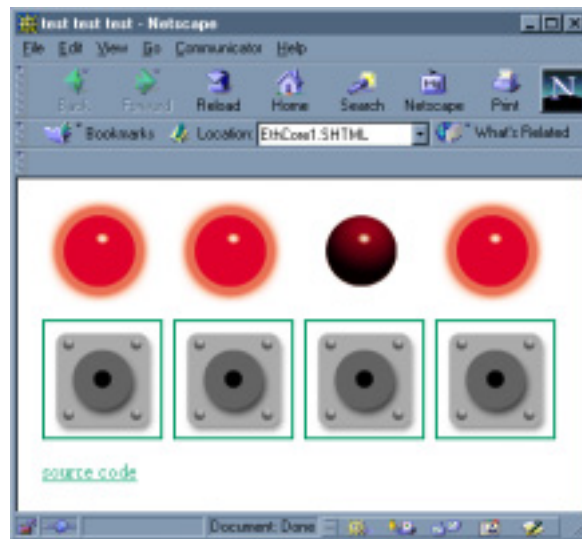 test test test - Netscape
File Edit View Go Communicator Help
Back Forward Reload Home Search Netscape Print N
Bookmarks Location: EthCore1.SHTML What's Related
source code
Document: Done